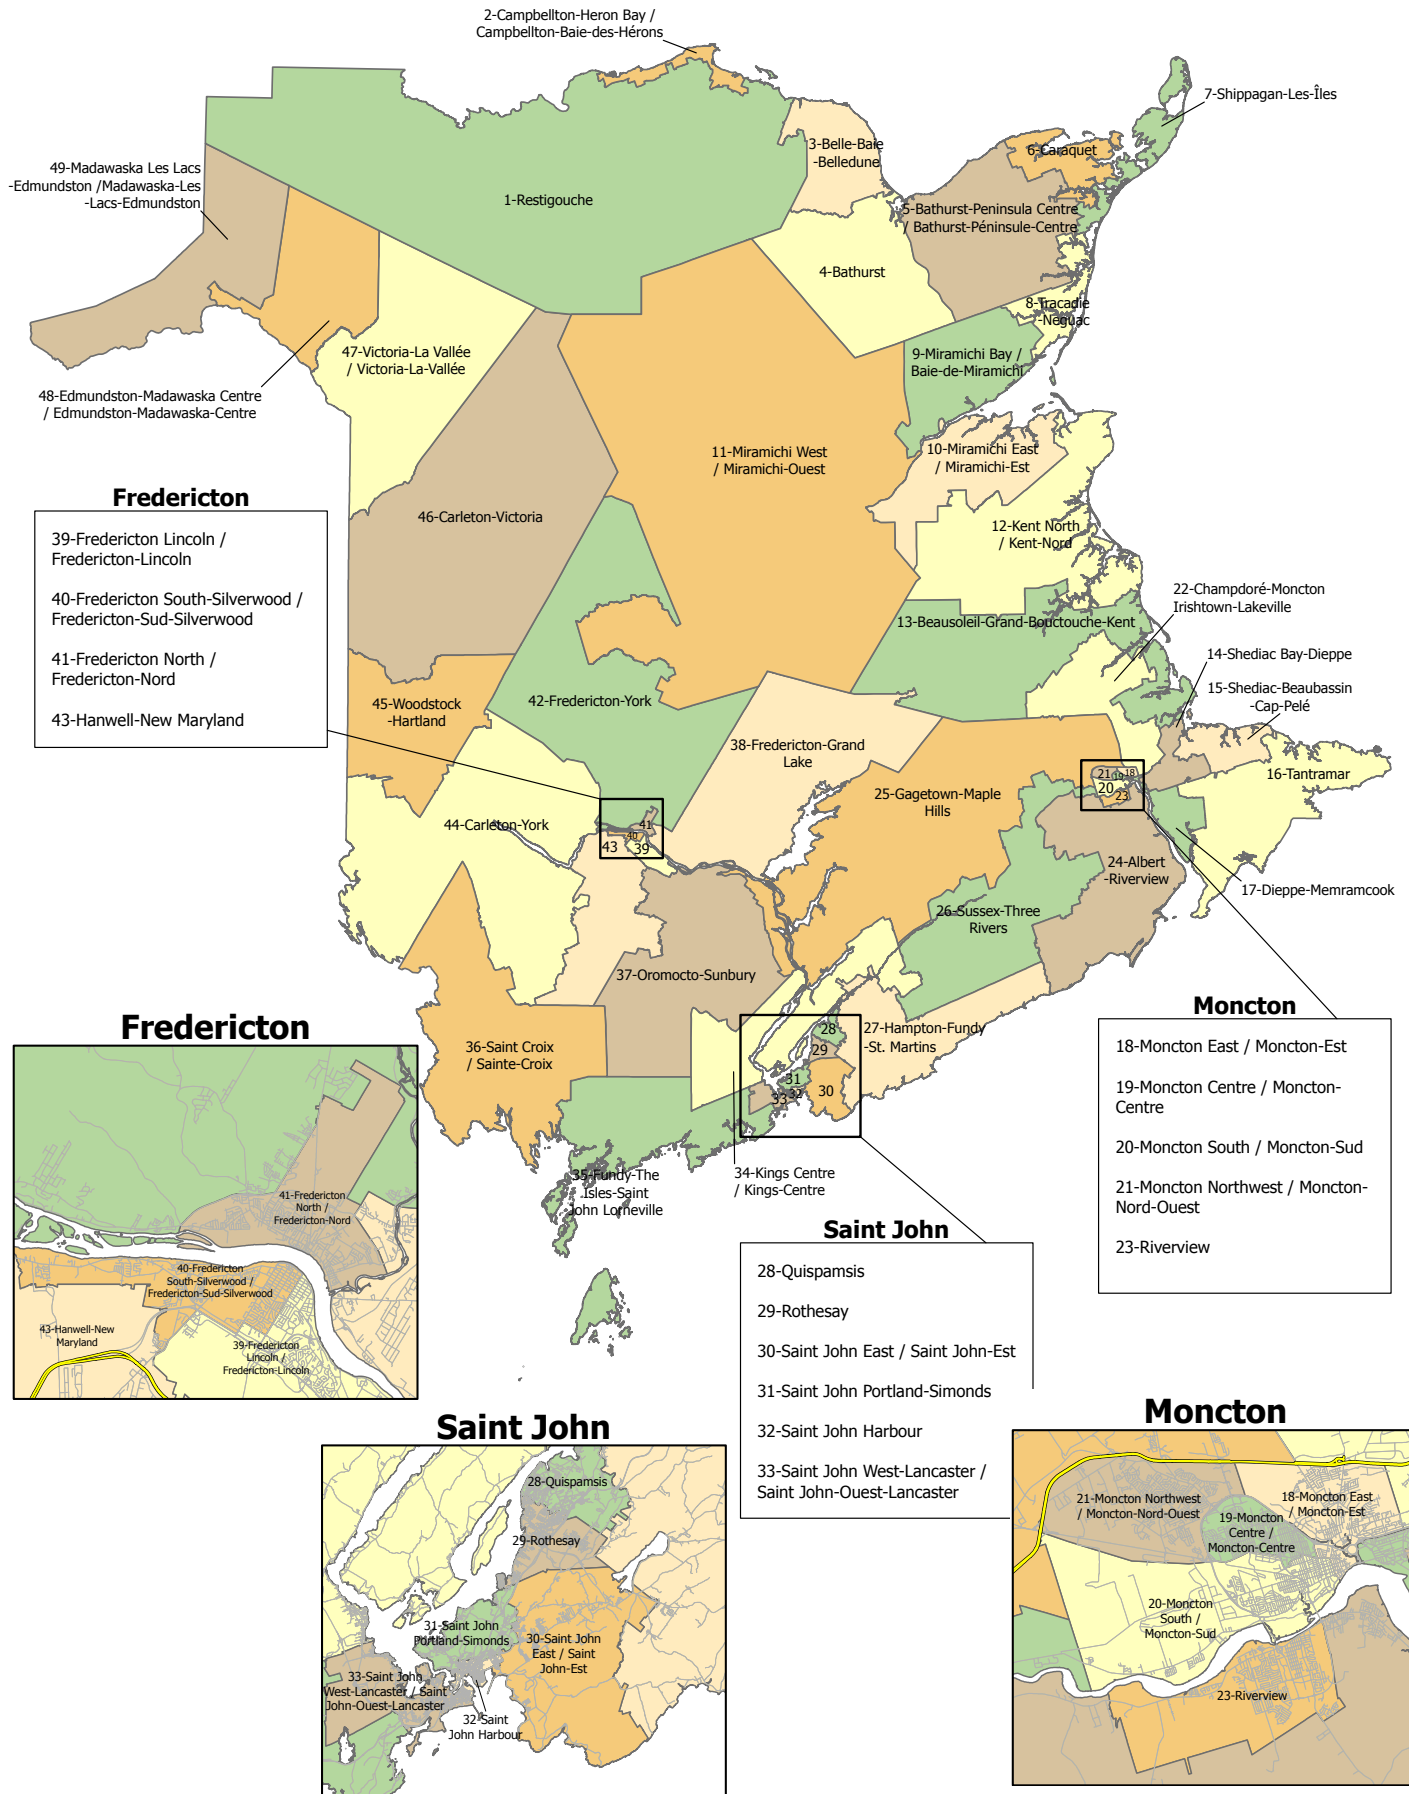 2-Campbellton-Heron Bay /
Campbellton-Baie-des-Hérons
7-Shippagan-Les-Îles
3-Belle-Baie
-Belledune
6-Caraquet
49-Madawaska Les Lacs
-Edmundston /Madawaska-Les
-Lacs-Edmundston
1-Restigouche
5-Bathurst-Peninsula Centre
/ Bathurst-Péninsule-Centre
4-Bathurst
8-Tracadie
-Neguac
47-Victoria-La Vallée
/ Victoria-La-Vallée
9-Miramichi Bay /
Baie-de-Miramichi
48-Edmundston-Madawaska Centre
/ Edmundston-Madawaska-Centre
11-Miramichi West
/ Miramichi-Ouest
10-Miramichi East
/ Miramichi-Est
46-Carleton-Victoria
12-Kent North
/ Kent-Nord
Fredericton
39-Fredericton Lincoln /
Fredericton-Lincoln
40-Fredericton South-Silverwood /
Fredericton-Sud-Silverwood
41-Fredericton North /
Fredericton-Nord
43-Hanwell-New Maryland
22-Champdoré-Moncton
Irishtown-Lakeville
13-Beausoleil-Grand-Bouctouche-Kent
14-Shediac Bay-Dieppe
15-Shediac-Beaubassin
-Cap-Pelé
45-Woodstock
-Hartland
42-Fredericton-York
38-Fredericton-Grand
Lake
16-Tantramar
21
19
18
20
23
25-Gagetown-Maple
Hills
44-Carleton-York
41
40
43
39
24-Albert
-Riverview
17-Dieppe-Memramcook
26-Sussex-Three
Rivers
37-Oromocto-Sunbury
36-Saint Croix
/ Sainte-Croix
28
27-Hampton-Fundy
-St. Martins
29
31
30
32
33
35-Fundy-The
Isles-Saint
John Lorneville
34-Kings Centre
/ Kings-Centre
Moncton
18-Moncton East / Moncton-Est
19-Moncton Centre / Moncton-
Centre
20-Moncton South / Moncton-Sud
21-Moncton Northwest / Moncton-
Nord-Ouest
23-Riverview
Saint John
28-Quispamsis
29-Rothesay
30-Saint John East / Saint John-Est
31-Saint John Portland-Simonds
32-Saint John Harbour
33-Saint John West-Lancaster /
Saint John-Ouest-Lancaster
Fredericton
41-Fredericton
North /
Fredericton-Nord
40-Fredericton
South-Silverwood /
Fredericton-Sud-Silverwood
43-Hanwell-New
Maryland
39-Fredericton
Lincoln /
Fredericton-Lincoln
Saint John
28-Quispamsis
29-Rothesay
31-Saint John
Portland-Simonds
30-Saint John
East / Saint
John-Est
33-Saint John
West-Lancaster / Saint
John-Ouest-Lancaster
32-Saint
John Harbour
Moncton
21-Moncton Northwest
/ Moncton-Nord-Ouest
18-Moncton East
/ Moncton-Est
19-Moncton
Centre /
Moncton-Centre
20-Moncton
South /
Moncton-Sud
23-Riverview